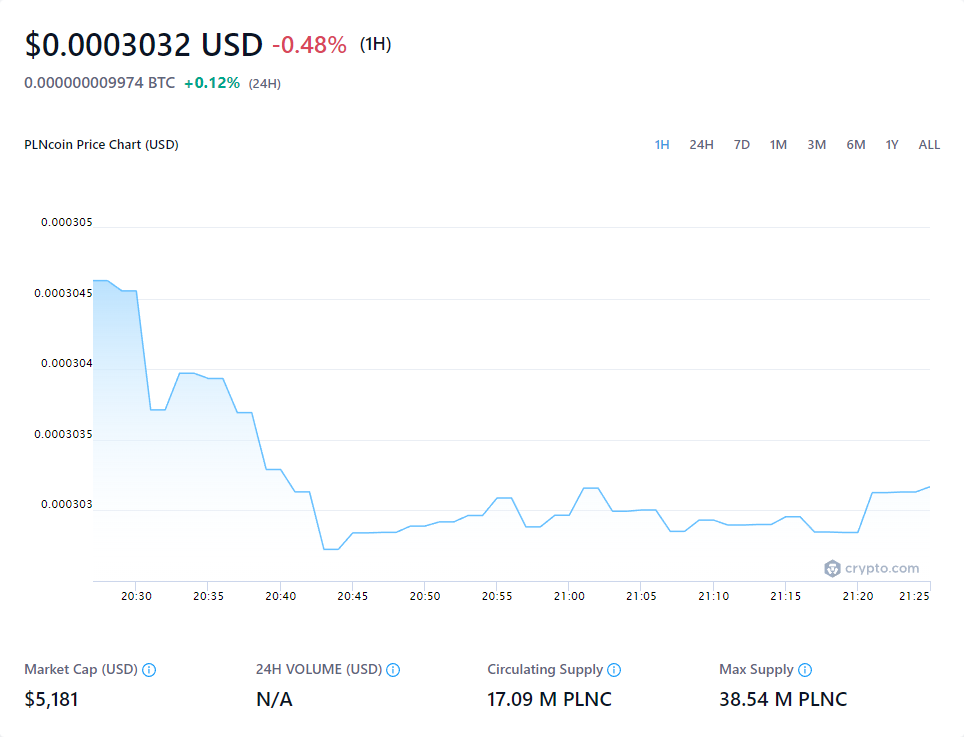 $0.0003032 USD -0.48% (1H)
0.000000009974 BTC +0.12% (24H)
PLNcoin Price Chart (USD) 1H 24H 7D 1M 3M 6M 1Y ALL
0.000305
0.0003045
0.000304
0.0003035
0.000303
crypto.com
20:30 20:35 20:40 20:45 20:50 20:55 21:00 21:05 21:10 21:15 21:20 21:25
Market Cap (USD) 24H VOLUME (USD) Circulating Supply Max Supply
$5,181 N/A 17.09 M PLNC 38.54 M PLNC